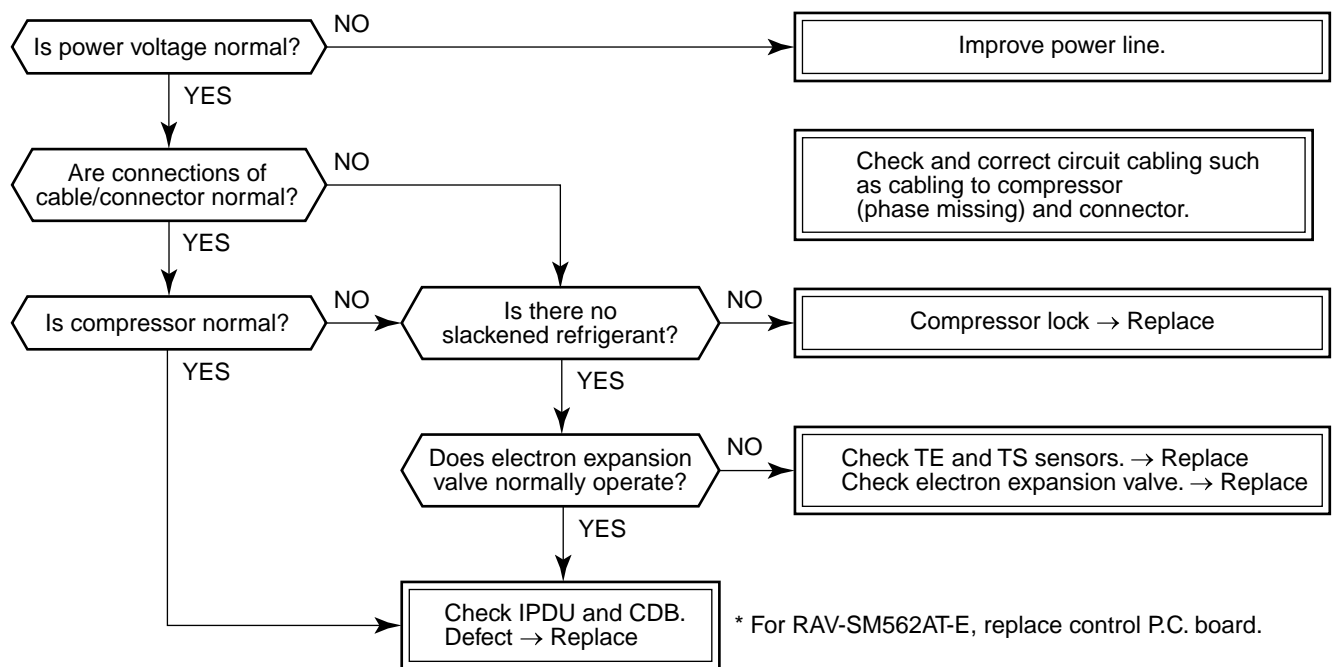 Is power voltage normal?
NO
Improve power line.
YES
Are connections of
cable/connector normal?
NO
Check and correct circuit cabling such
as cabling to compressor
(phase missing) and connector.
YES
Is compressor normal?
NO
Is there no
slackened refrigerant?
NO
Compressor lock → Replace
YES
YES
Does electron expansion
valve normally operate?
NO
Check TE and TS sensors. → Replace
Check electron expansion valve. → Replace
YES
Check IPDU and CDB.
Defect → Replace
* For RAV-SM562AT-E, replace control P.C. board.